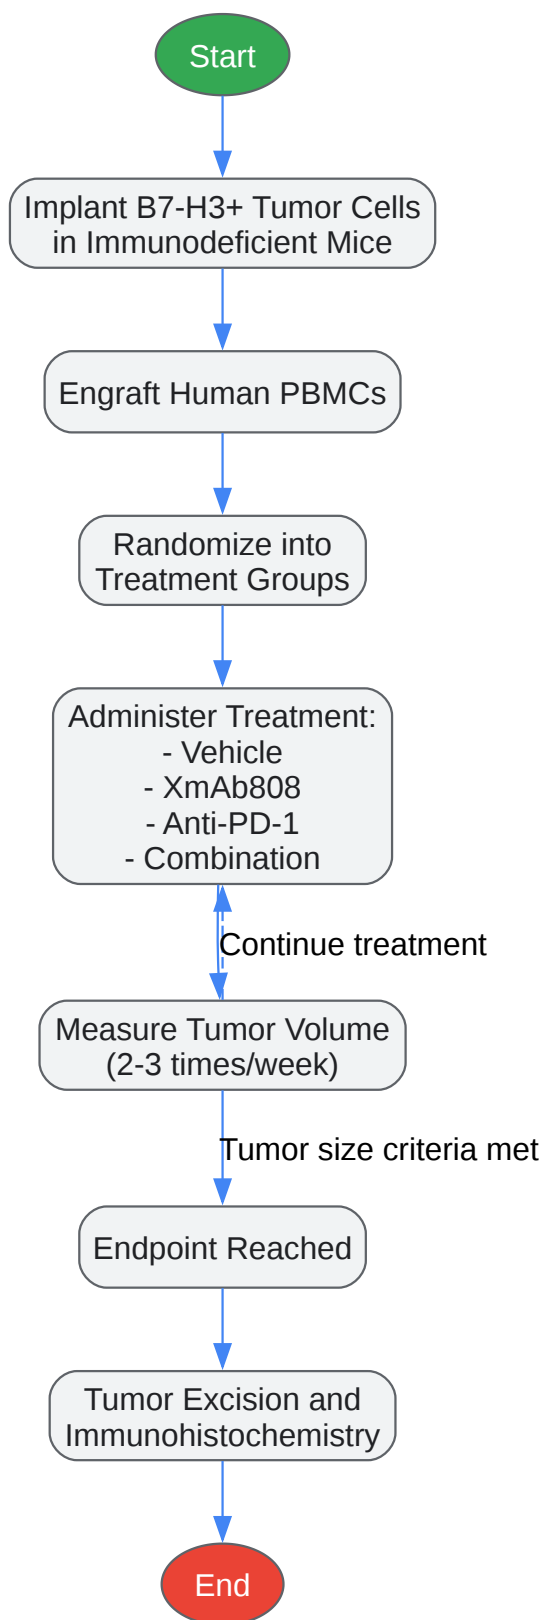 Start
Implant B7-H3+ Tumor Cells
in Immunodeficient Mice
Engraft Human PBMCs
Randomize into
Treatment Groups
Administer Treatment:
- Vehicle
- XmAb808
- Anti-PD-1
- Combination
Continue treatment
Measure Tumor Volume
(2-3 times/week)
Tumor size criteria met
Endpoint Reached
Tumor Excision and
Immunohistochemistry
End